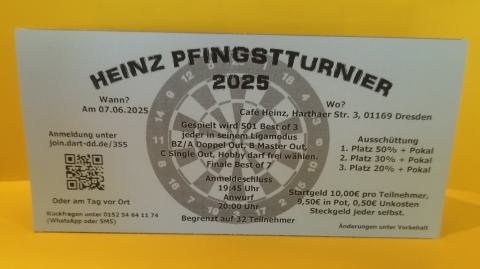 HEINZ PFINGSTTURNIER
2025
Wann?
Am 07.06.2025
Wo?
Café Heinz, Harthaer Str. 3, 01169 Dresden
Gespielt wird 501 Best of 3
jeder in seinem Ligamodus
BZ/A Doppel Out, B-Master Out,
C Single Out, Hobby darf frei wählen.
Finale Best of 7
Anmeldung unter
join.dart-dd.de/355
Oder am Tag vor Ort
Rückfragen unter 0152 54 64 11 74
(WhatsApp oder SMS)
Anmeldeschluß
19:45 Uhr
Anwurf
20:00 Uhr
Begrenzt auf 32 Teilnehmer
Ausschüttung
1. Platz 50% + Pokal
2. Platz 30% + Pokal
3. Platz 20% + Pokal
Startgeld 10,00€ pro Teilnehmer,
9,50€ in Pot, 0,50€ Unkosten
Steckgeld jeder selbst.
Änderungen unter Vorbehalt